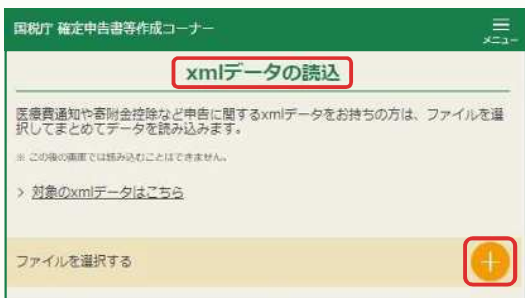 国税庁 確定申告書等作成コーナー
メニュー
xmlデータの読込
医療費通知や寄附金控除など申告に関するxmlデータをお持ちの方は、ファイルを選
択してまとめてデータを読み込みます。
※ この後の画面では読み込むことはできません。
> 対象のxmlデータはこちら
ファイルを選択する